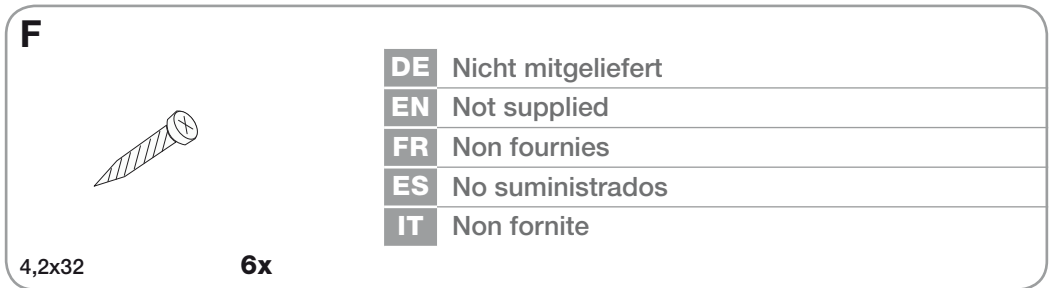 F
DE Nicht mitgeliefert
EN Not supplied
FR Non fournies
ES No suministrados
IT Non fornite
4,2x32 6x